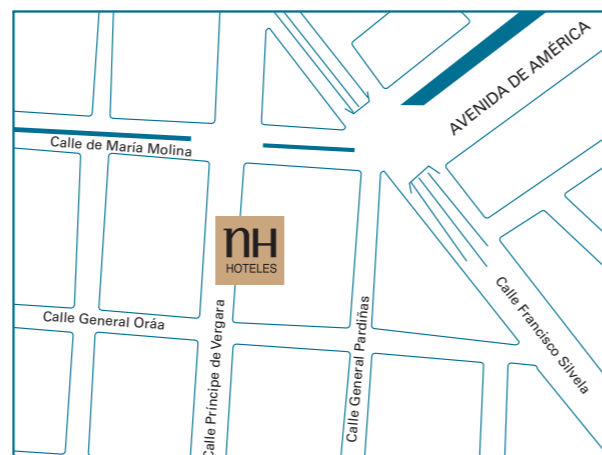 AVENIDA DE AMÉRICA
Calle de María Molina
nH
HOTELES
Calle General Oráa
Calle Príncipe de Vergara
Calle General Pardiñas
Calle Francisco Silvela